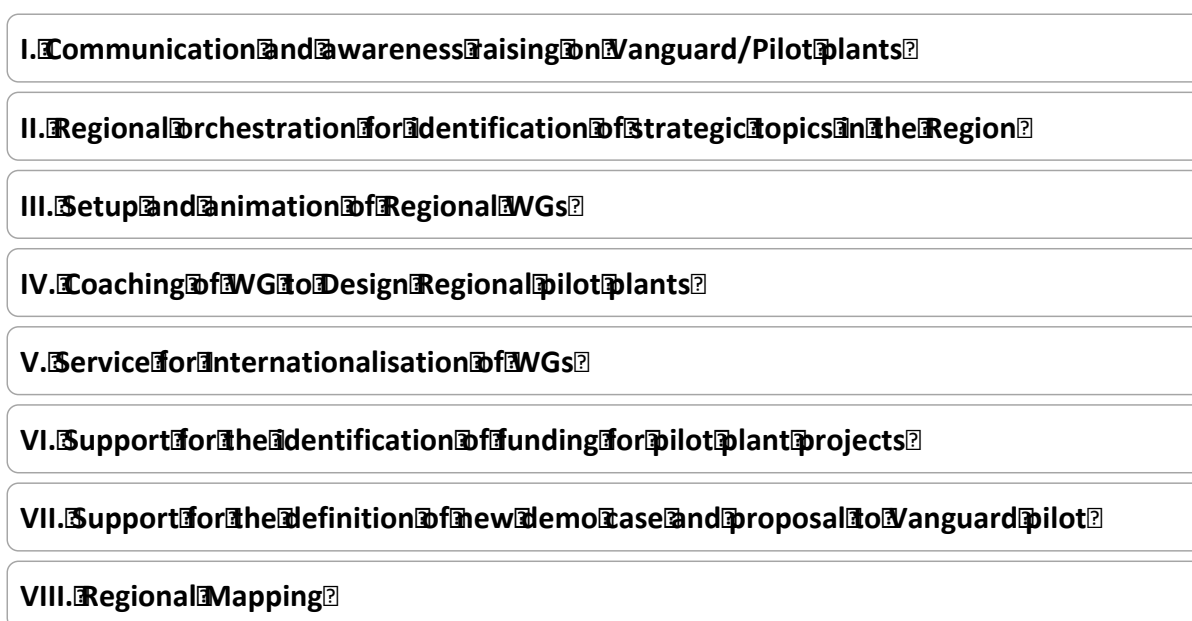 I. Communication and awareness raising on Vanguard/Pilot plants
II. Regional orchestration for identification of strategic topics in the Region
III. Setup and animation of Regional WGs
IV. Coaching of WG to Design Regional pilot plants
V. Service for Internationalisation of WGs
VI. Support for the identification of funding for pilot plant projects
VII. Support for the definition of new demo case and proposal to Vanguard pilot
VIII. Regional Mapping